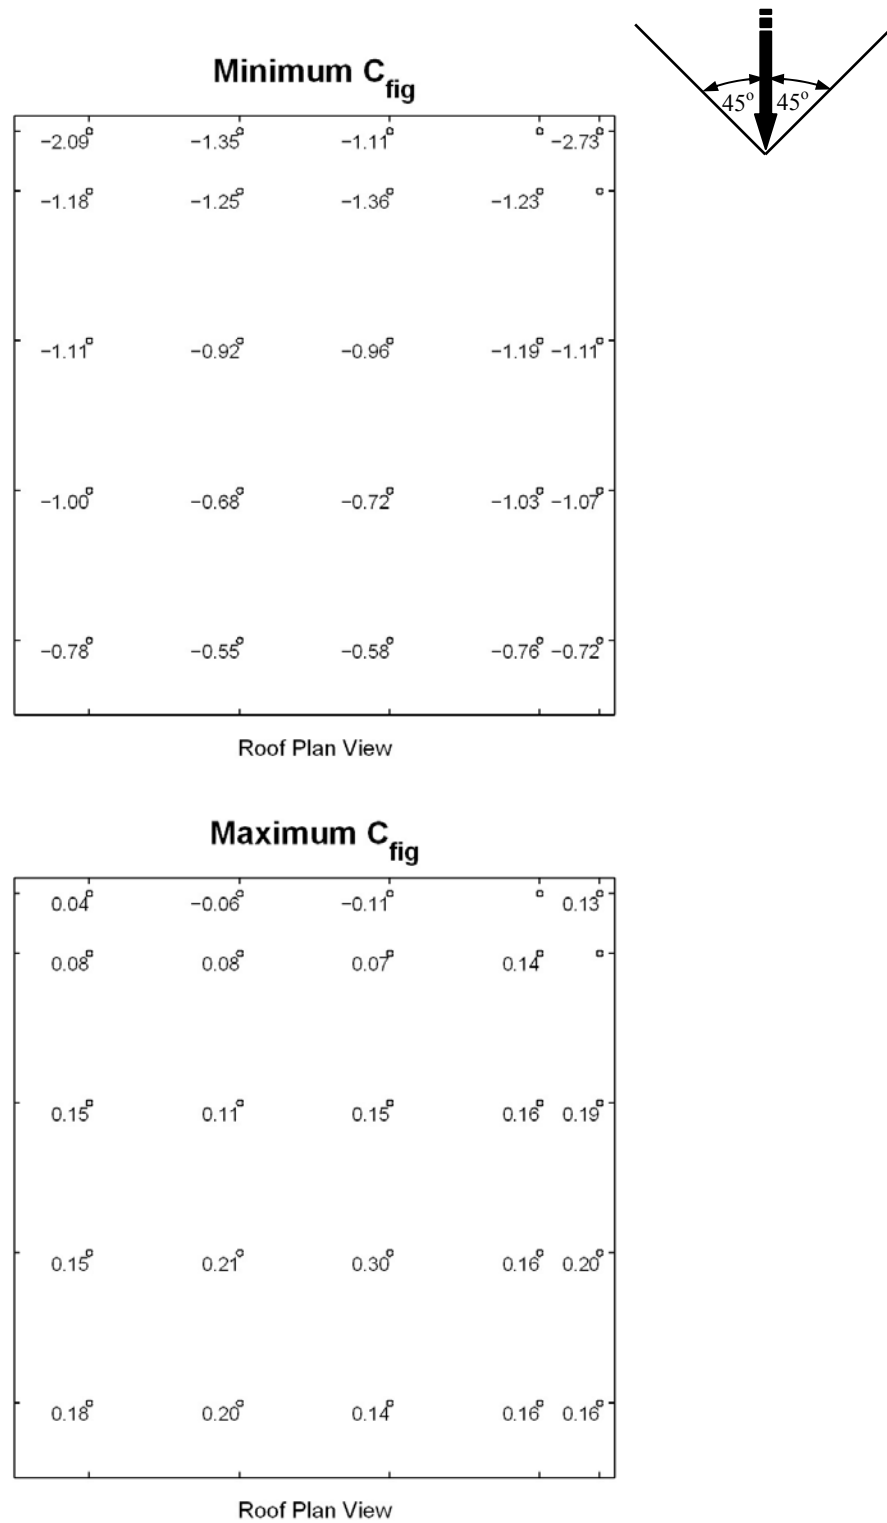 Minimum C_fig
45° 45°
−2.09 −1.35 −1.11 −2.73
−1.18 −1.25 −1.36 −1.23
−1.11 −0.92 −0.96 −1.19 −1.11
−1.00 −0.68 −0.72 −1.03 −1.07
−0.78 −0.55 −0.58 −0.76 −0.72
Roof Plan View
Maximum C_fig
0.04 −0.06 −0.11 0.13
0.08 0.08 0.07 0.14
0.15 0.11 0.15 0.16 0.19
0.15 0.21 0.30 0.16 0.20
0.18 0.20 0.14 0.16 0.16
Roof Plan View